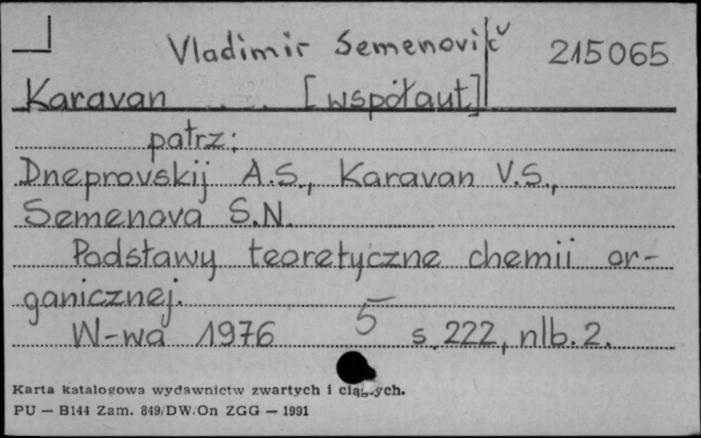 Vladimir Semenovič 215065
Karavan [współaut.]
patrz:
Dneprovskij A.S., Karavan V.S.,
Semenova S.N.
Podstawy teoretyczne chemii or-
ganicznej.
W-wa 1976 5 s. 222, nlb. 2.
Karta katalogowa wydawnictw zwartych i ciągłych.
PU — B144 Zam. 849/DW/On ZGG — 1991